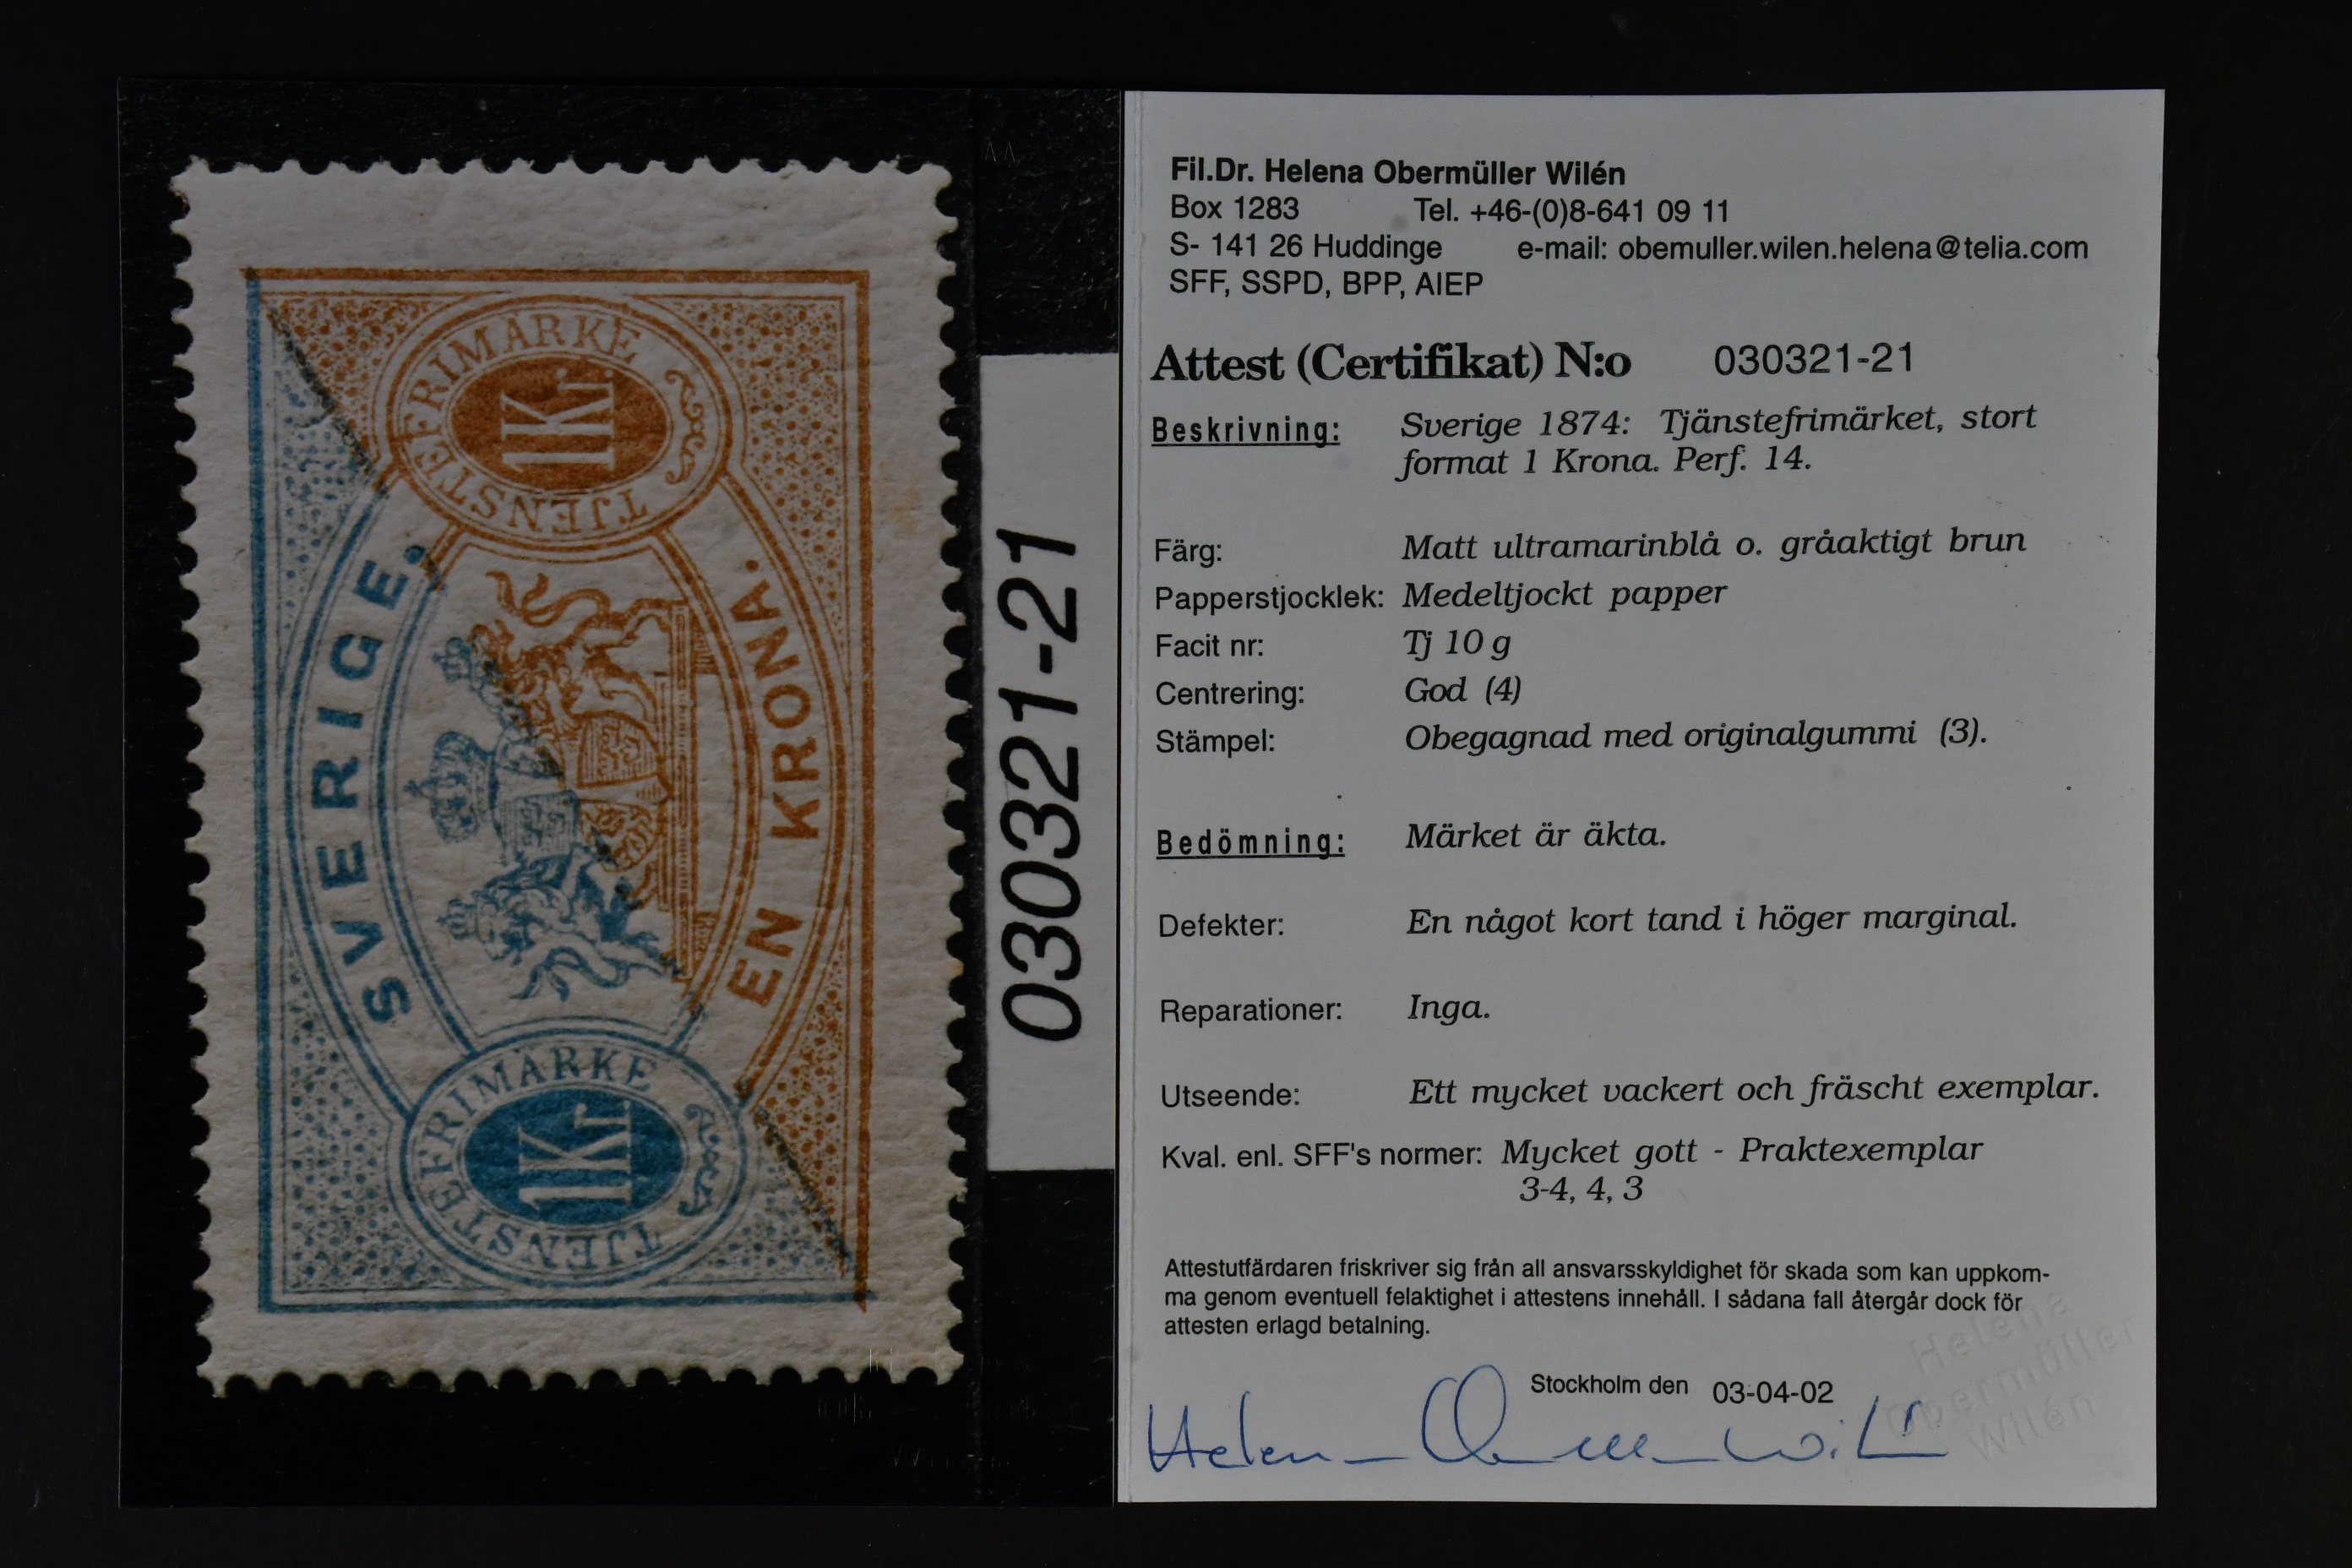 TJENSTEFRIMÄRKE
1Kr.
SVERIGE.
EN KRONA.
TJENSTEFRIMÄRKE
1Kr.
030321-21
Fil.Dr. Helena Obermüller Wilén
Box 1283 Tel. +46-(0)8-641 09 11
S- 141 26 Huddinge e-mail: obemuller.wilen.helena@telia.com
SFF, SSPD, BPP, AIEP
Attest (Certifikat) N:o 030321-21
Beskrivning: Sverige 1874: Tjänstefrimärket, stort
format 1 Krona. Perf. 14.
Färg: Matt ultramarinblå o. gråaktigt brun
Papperstjocklek: Medeltjockt papper
Facit nr: Tj 10 g
Centrering: God (4)
Stämpel: Obegagnad med originalgummi (3).
Bedömning: Märket är äkta.
Defekter: En något kort tand i höger marginal.
Reparationer: Inga.
Utseende: Ett mycket vackert och fräscht exemplar.
Kval. enl. SFF's normer: Mycket gott - Praktexemplar
3-4, 4, 3
Attestutfärdaren friskriver sig från all ansvarsskyldighet för skada som kan uppkom-
ma genom eventuell felaktighet i attestens innehåll. I sådana fall återgår dock för
attesten erlagd betalning.
Stockholm den 03-04-02
Helena
Obermüller
Wilén